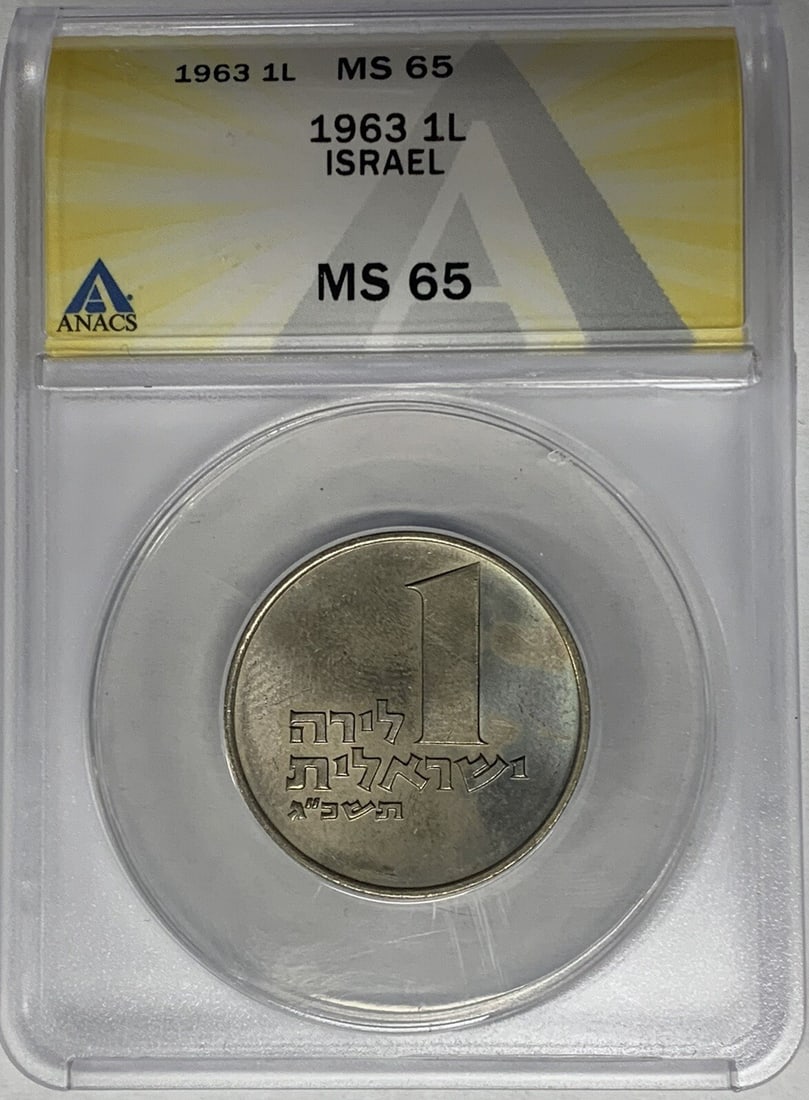 1963 1L MS 65
1963 1L
ISRAEL
MS 65
ANACS
1
לירה
ישראלית
תשכ"ג